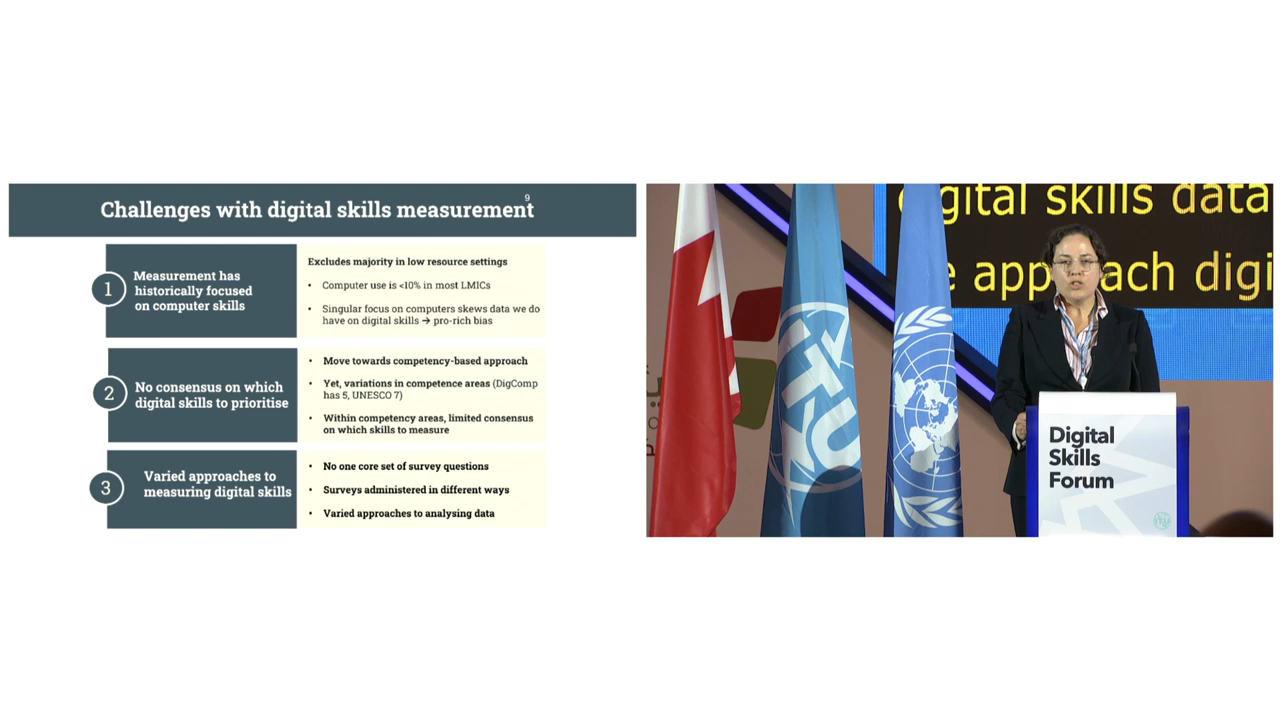 9
Challenges with digital skills measurement
1
Measurement has
historically focused
on computer skills
Excludes majority in low resource settings
• Computer use is <10% in most LMICs
• Singular focus on computers skews data we do
have on digital skills → pro-rich bias
2
No consensus on which
digital skills to prioritise
• Move towards competency-based approach
• Yet, variations in competence areas (DigComp
has 5, UNESCO 7)
• Within competency areas, limited consensus
on which skills to measure
3
Varied approaches to
measuring digital skills
• No one core set of survey questions
• Surveys administered in different ways
• Varied approaches to analysing data
digital skills data
approach digi
ITU
Digital
Skills
Forum